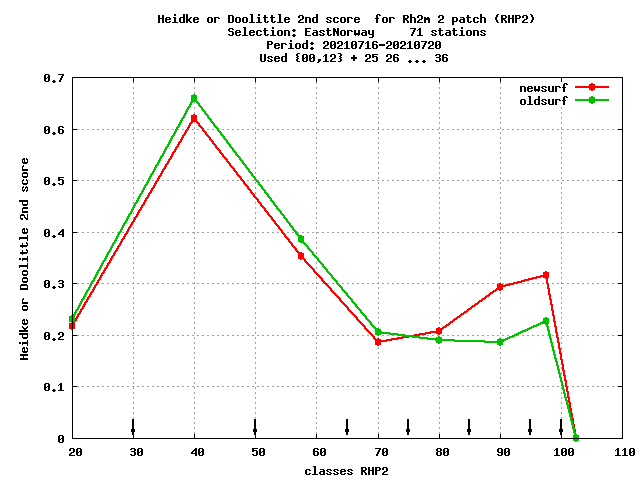 Heidke or Doolittle 2nd score  for Rh2m 2 patch (RHP2)
Selection: EastNorway     71 stations
Period: 20210716-20210720
Used {00,12} + 25 26 ... 36
newsurf
oldsurf
0.7
0.6
0.5
0.4
0.3
0.2
0.1
0
Heidke or Doolittle 2nd score
20 30 40 50 60 70 80 90 100 110
classes RHP2